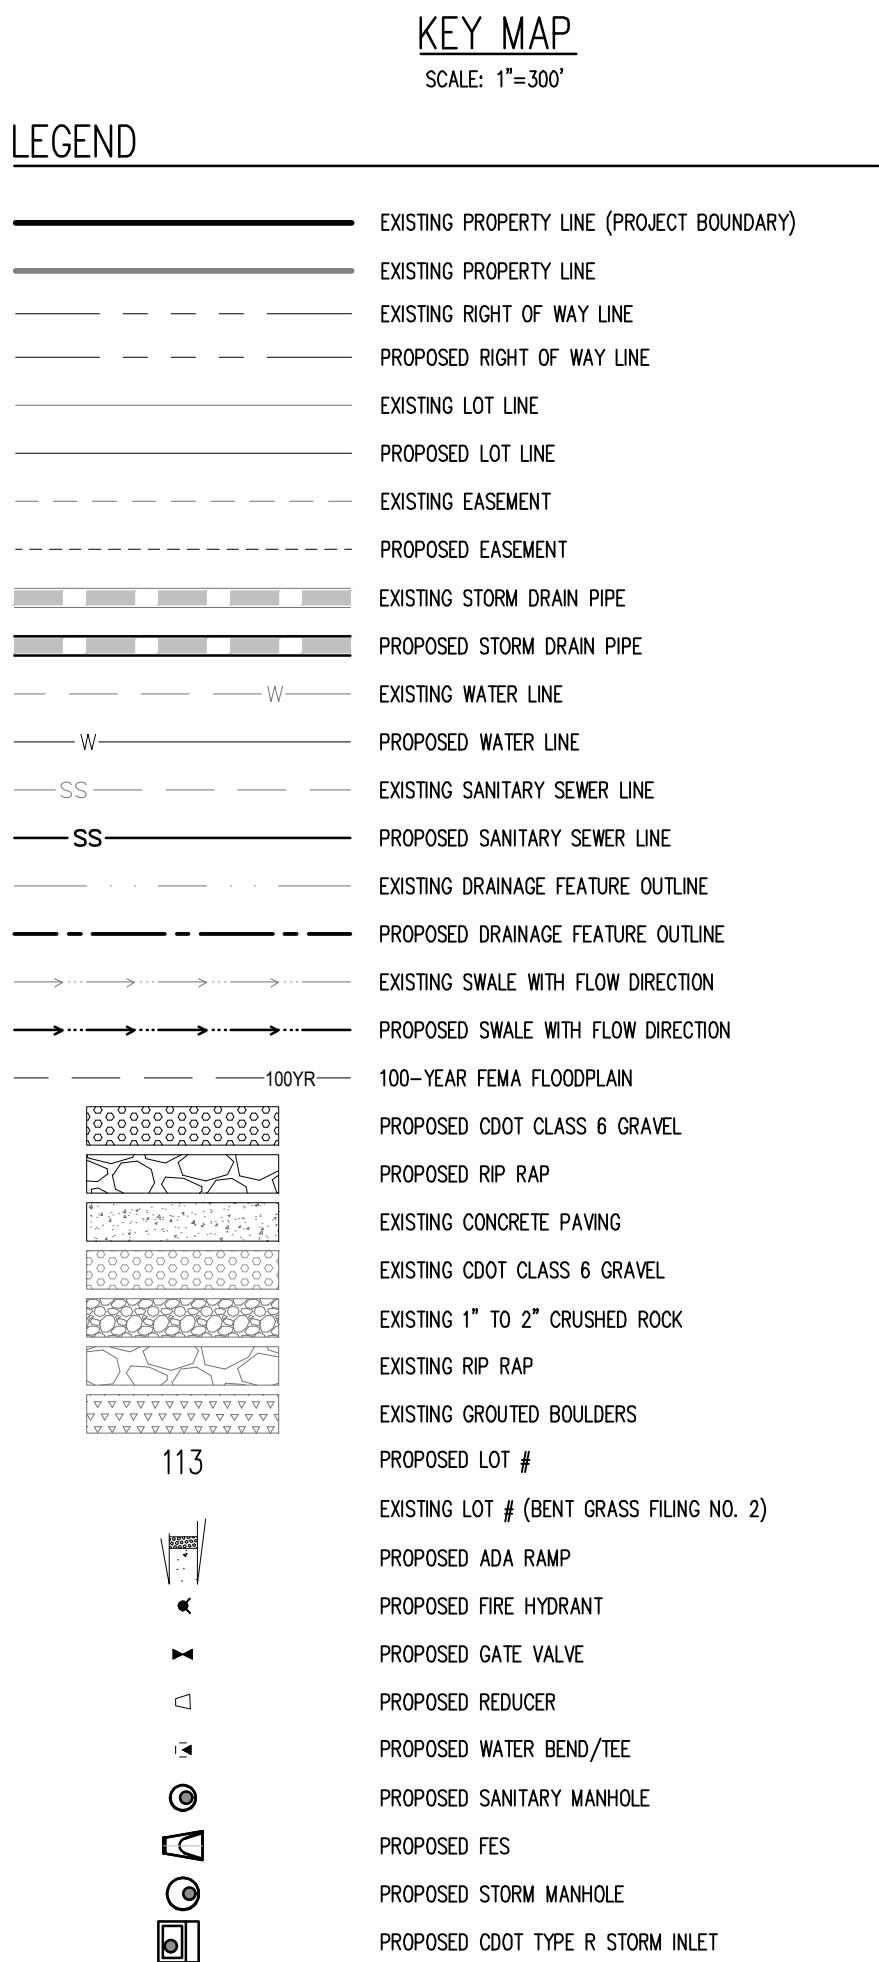 KEY MAP
SCALE: 1"=300'
LEGEND
EXISTING PROPERTY LINE (PROJECT BOUNDARY)
EXISTING PROPERTY LINE
EXISTING RIGHT OF WAY LINE
PROPOSED RIGHT OF WAY LINE
EXISTING LOT LINE
PROPOSED LOT LINE
EXISTING EASEMENT
PROPOSED EASEMENT
EXISTING STORM DRAIN PIPE
PROPOSED STORM DRAIN PIPE
W EXISTING WATER LINE
W PROPOSED WATER LINE
SS EXISTING SANITARY SEWER LINE
SS PROPOSED SANITARY SEWER LINE
EXISTING DRAINAGE FEATURE OUTLINE
PROPOSED DRAINAGE FEATURE OUTLINE
EXISTING SWALE WITH FLOW DIRECTION
PROPOSED SWALE WITH FLOW DIRECTION
100YR 100-YEAR FEMA FLOODPLAIN
PROPOSED CDOT CLASS 6 GRAVEL
PROPOSED RIP RAP
EXISTING CONCRETE PAVING
EXISTING CDOT CLASS 6 GRAVEL
EXISTING 1" TO 2" CRUSHED ROCK
EXISTING RIP RAP
EXISTING GROUTED BOULDERS
113 PROPOSED LOT #
EXISTING LOT # (BENT GRASS FILING NO. 2)
PROPOSED ADA RAMP
PROPOSED FIRE HYDRANT
PROPOSED GATE VALVE
PROPOSED REDUCER
PROPOSED WATER BEND/TEE
PROPOSED SANITARY MANHOLE
PROPOSED FES
PROPOSED STORM MANHOLE
PROPOSED CDOT TYPE R STORM INLET